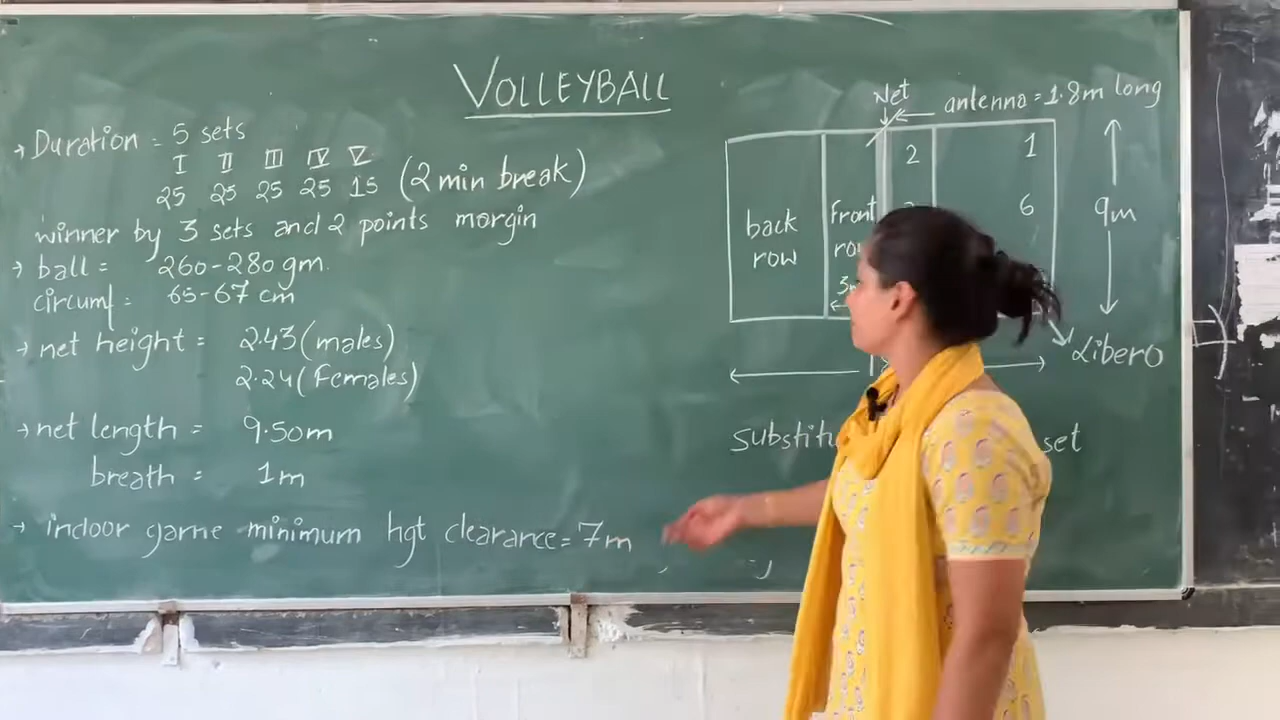 VOLLEYBALL
→ Duration = 5 sets
I II III IV V
25 25 25 25 15 (2 min break)
winner by 3 sets and 2 points margin
→ ball = 260-280 gm.
circumf = 65-67 cm
→ net height = 2.43 (males)
2.24 (Females)
→ net length = 9.50m
breath = 1m
→ indoor game minimum hgt clearance = 7m
Net
antenna = 1.8m long
2 1
6
back row
Front
9m
Libero
set